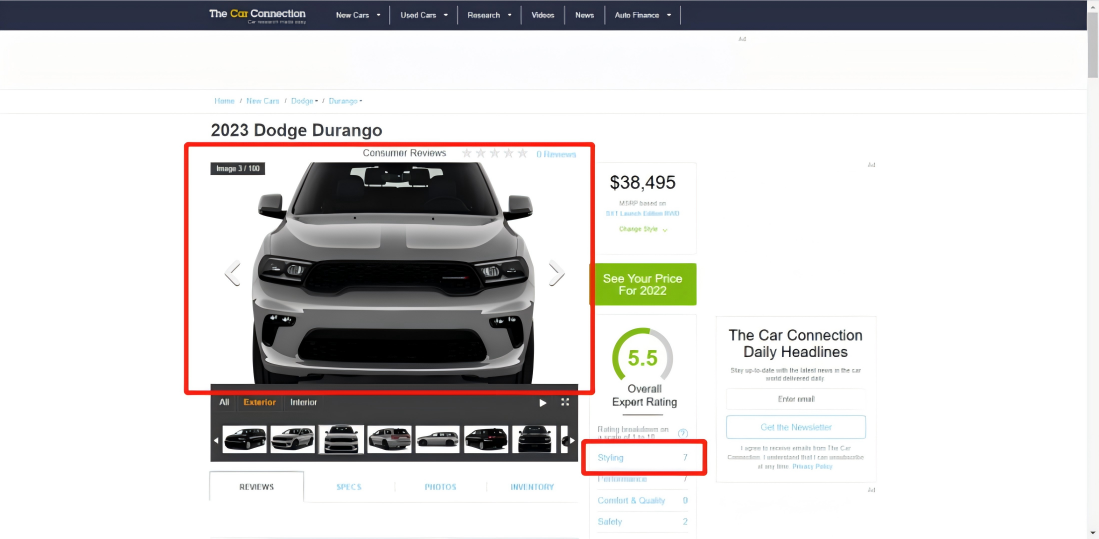 The Car Connection
Car research made easy
New Cars
Used Cars
Research
Videos
News
Auto Finance
Ad
Home / New Cars / Dodge / Durango
2023 Dodge Durango
Consumer Reviews
0 Reviews
Image 3 / 100
Ad
$38,495
MSRP based on
SXT Launch Edition RWD
Change Style
See Your Price
For 2022
5.5
Overall
Expert Rating
Rating breakdown on
a scale of 1 to 10
?
Styling 7
Performance 7
Comfort & Quality
Safety 2
The Car Connection
Daily Headlines
Stay up-to-date with the latest news in the car
world delivered daily
Enter email
Get the Newsletter
I agree to receive emails from The Car
Connection. I understand that I can unsubscribe
at any time. Privacy Policy
Ad
All
Exterior
Interior
REVIEWS
SPECS
PHOTOS
INVENTORY